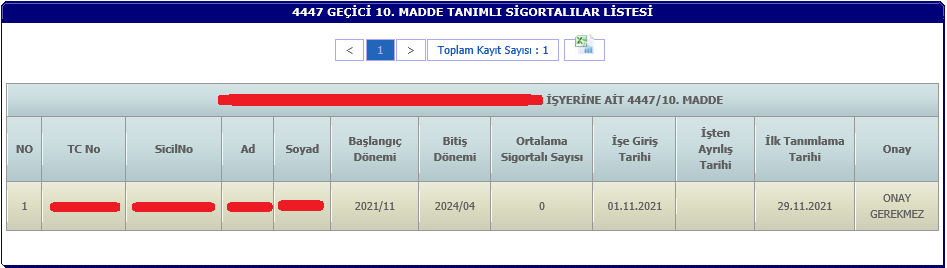 4447 GEÇİCİ 10. MADDE TANIMLI SİGORTALILAR LİSTESİ
< 1 > Toplam Kayıt Sayısı : 1
İŞYERİNE AİT 4447/10. MADDE
NO TC No SicilNo Ad Soyad Başlangıç Dönemi Bitiş Dönemi Ortalama Sigortalı Sayısı İşe Giriş Tarihi İşten Ayrılış Tarihi İlk Tanımlama Tarihi Onay
1 2021/11 2024/04 0 01.11.2021 29.11.2021 ONAY GEREKMEZ